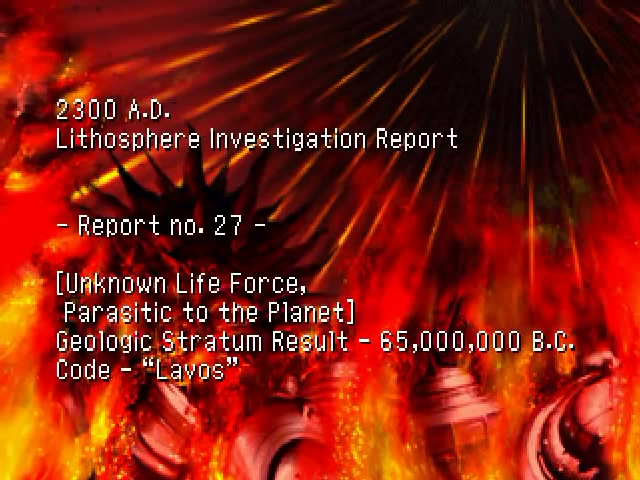 2300 A.D.
Lithosphere Investigation Report
- Report no. 27 -
[Unknown Life Force,
Parasitic to the Planet]
Geologic Stratum Result - 65,000,000 B.C.
Code - “Lavos”